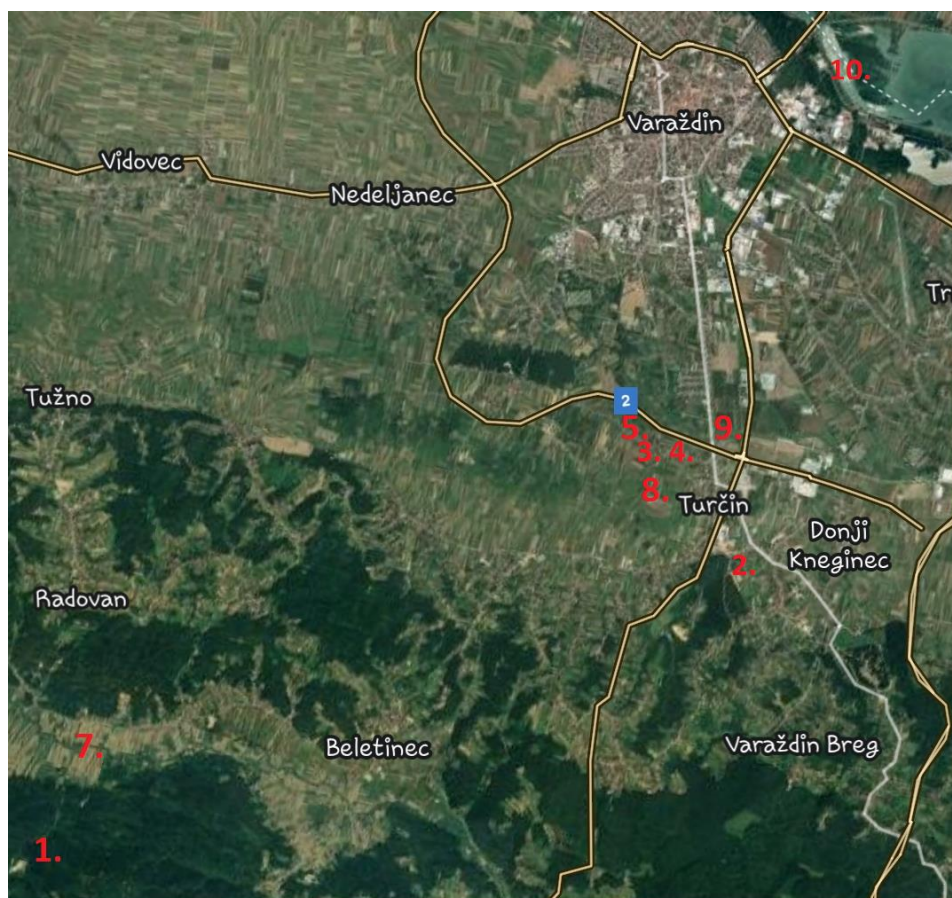 10.
Varaždin
Vidovec
Nedeljanec
Tr
Tužno
2
5.
9.
3, 4.
8.
Turčin
Donji
Kneginec
2.
Radovan
7.
Beletinec
Varaždin Breg
1.